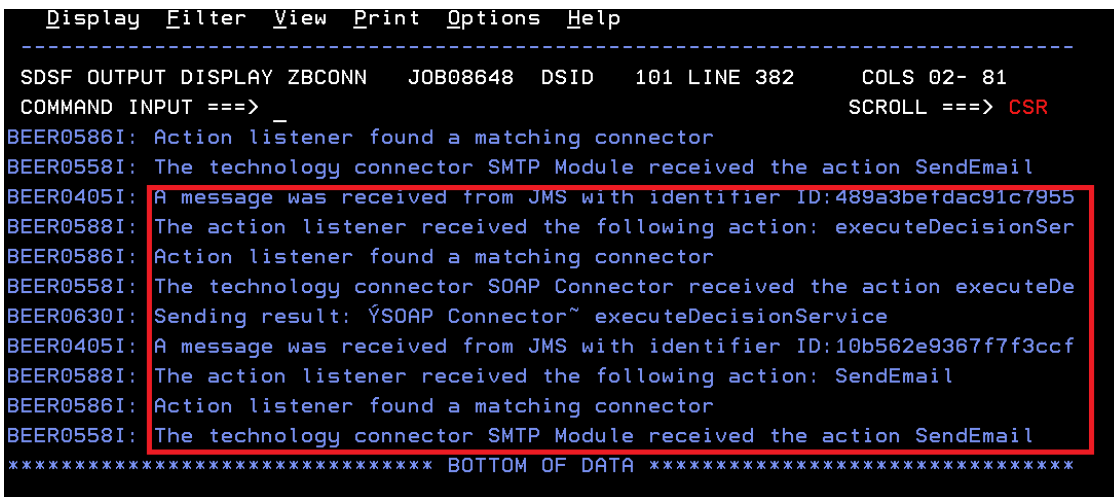 Display Filter View Print Options Help
-------------------------------------------------------------------------------
SDSF OUTPUT DISPLAY ZBCONN JOB08648 DSID 101 LINE 382 COLS 02- 81
COMMAND INPUT ===> _ SCROLL ===> CSR
BEER0586I: Action listener found a matching connector
BEER0558I: The technology connector SMTP Module received the action SendEmail
BEER0405I: A message was received from JMS with identifier ID:489a3befdac91c7955
BEER0588I: The action listener received the following action: executeDecisionSer
BEER0586I: Action listener found a matching connector
BEER0558I: The technology connector SOAP Connector received the action executeDe
BEER0630I: Sending result: ÝSOAP Connector~ executeDecisionService
BEER0405I: A message was received from JMS with identifier ID:10b562e9367f7f3ccf
BEER0588I: The action listener received the following action: SendEmail
BEER0586I: Action listener found a matching connector
BEER0558I: The technology connector SMTP Module received the action SendEmail
******************************** BOTTOM OF DATA ********************************